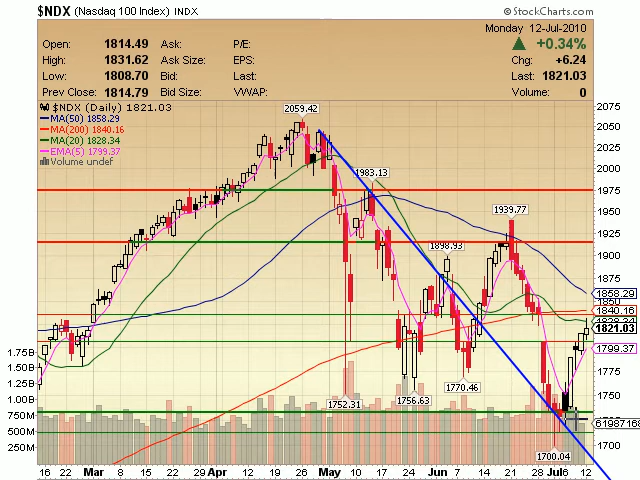 $NDX (Nasdaq 100 Index) INDX
© StockCharts.com
Monday 12-Jul-2010
Open: 1814.49 Ask: P/E: +0.34%
High: 1831.62 Ask Size: EPS: Chg: +6.24
Low: 1808.70 Bid: Last: Last: 1821.03
Prev Close: 1814.79 Bid Size: VWAP: Volume: 0
$NDX (Daily) 1821.03
MA(50) 1858.29
MA(200) 1840.16
MA(20) 1828.34
EMA(5) 1799.37
Volume undef
2059.42
1983.13
1939.77
1898.93
1770.46
1756.63
1752.31
1700.04
2075
2050
2025
2000
1975
1950
1925
1900
1875
1858.29
1850
1840.16
1828.34
1821.03
1799.37
1775
1750
61987168
1700
1.75B
1.50B
1.25B
1.00B
750M
500M
250M
16 22 Mar 8 15 22 Apr 12 19 26 May 10 17 24 Jun 7 14 21 28 Jul 6 12